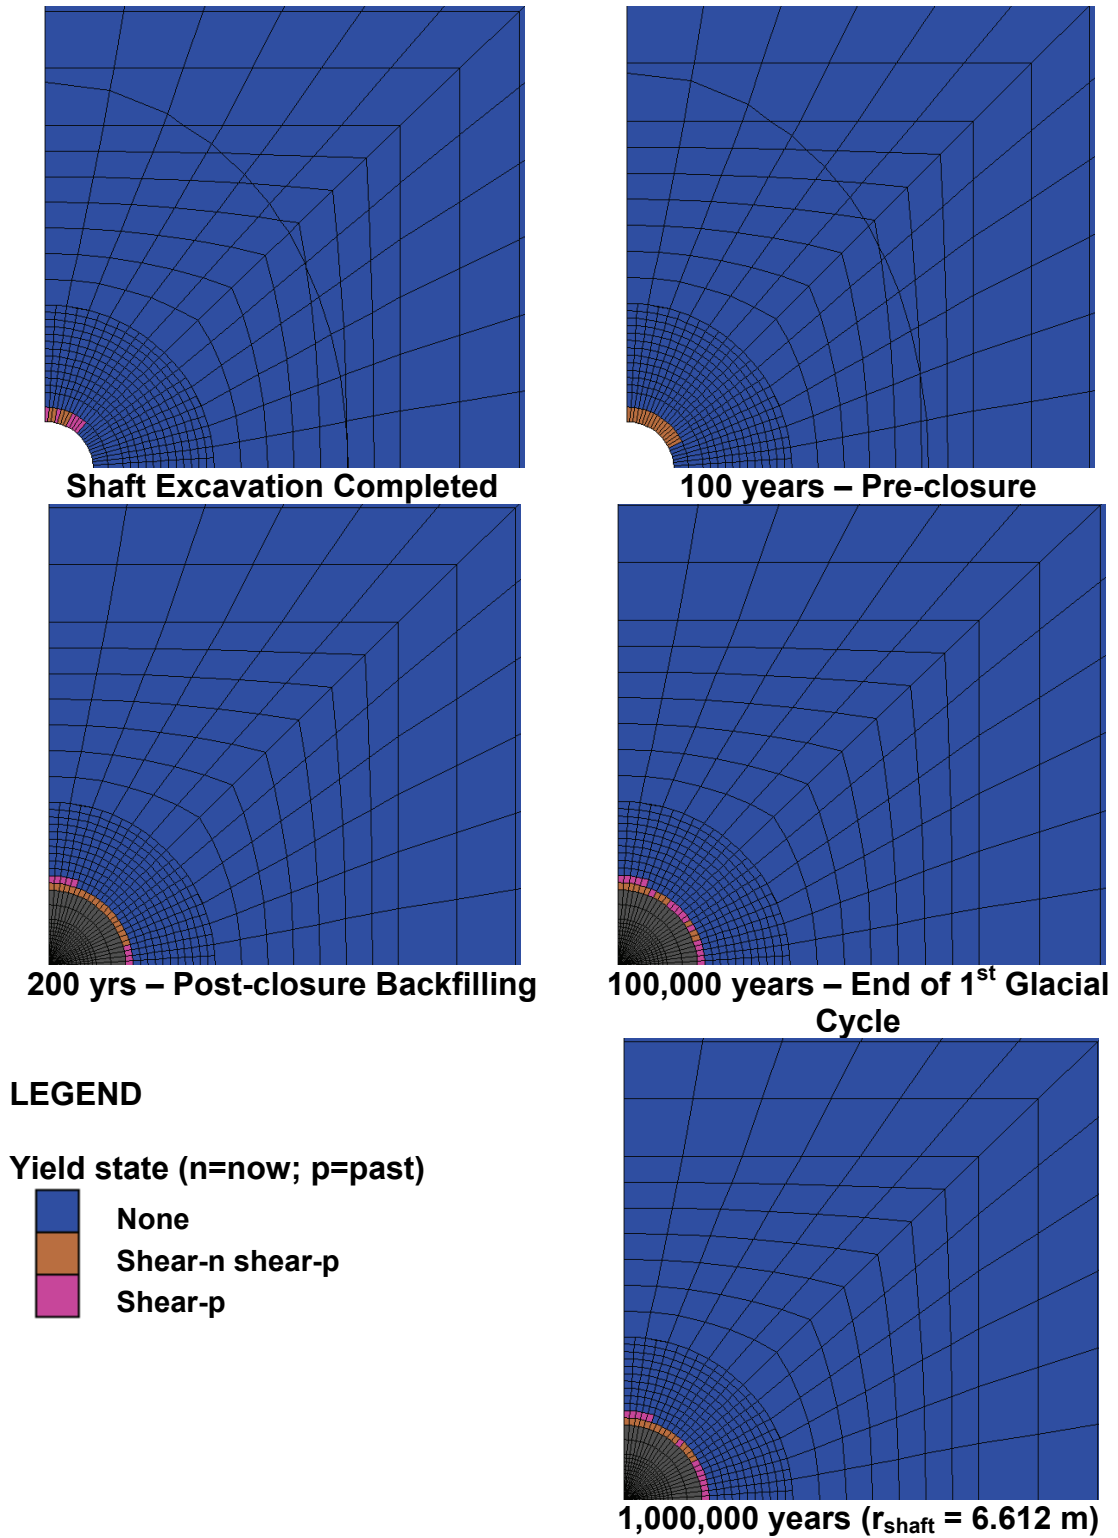 Shaft Excavation Completed
100 years – Pre-closure
200 yrs – Post-closure Backfilling
100,000 years – End of 1st Glacial
Cycle
LEGEND
Yield state (n=now; p=past)
None
Shear-n shear-p
Shear-p
1,000,000 years (rshaft = 6.612 m)